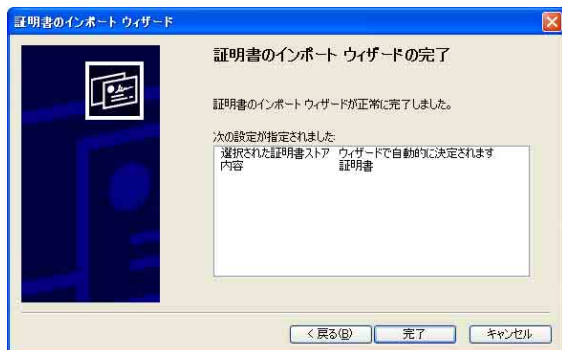 証明書のインポート ウィザード
証明書のインポート ウィザードの完了
証明書のインポート ウィザードが正常に完了しました。
次の設定が指定されました:
選択された証明書ストア ウィザードで自動的に決定されます
内容 証明書
< 戻る(B) 完了 キャンセル